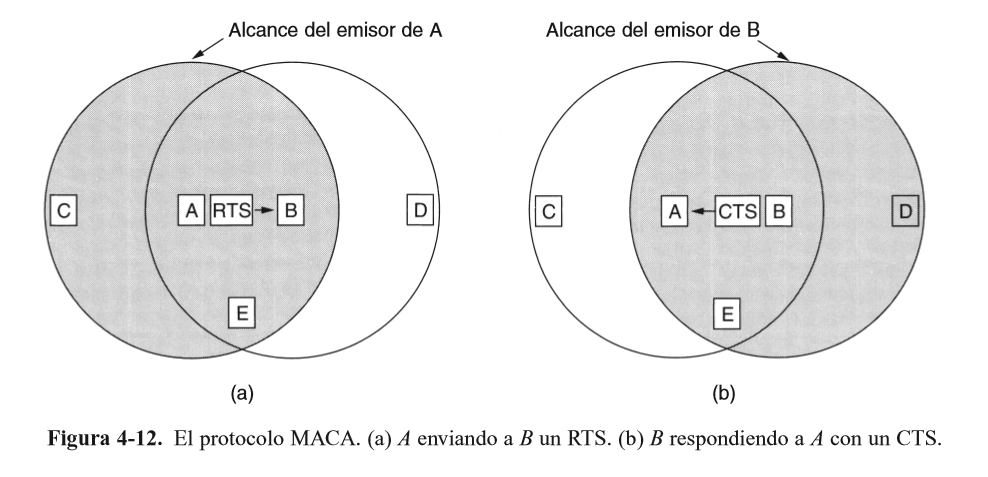 Alcance del emisor de A
Alcance del emisor de B
C
A
RTS
B
D
E
C
A
CTS
B
D
E
(a)
(b)
Figura 4-12. El protocolo MACA. (a) A enviando a B un RTS. (b) B respondiendo a A con un CTS.